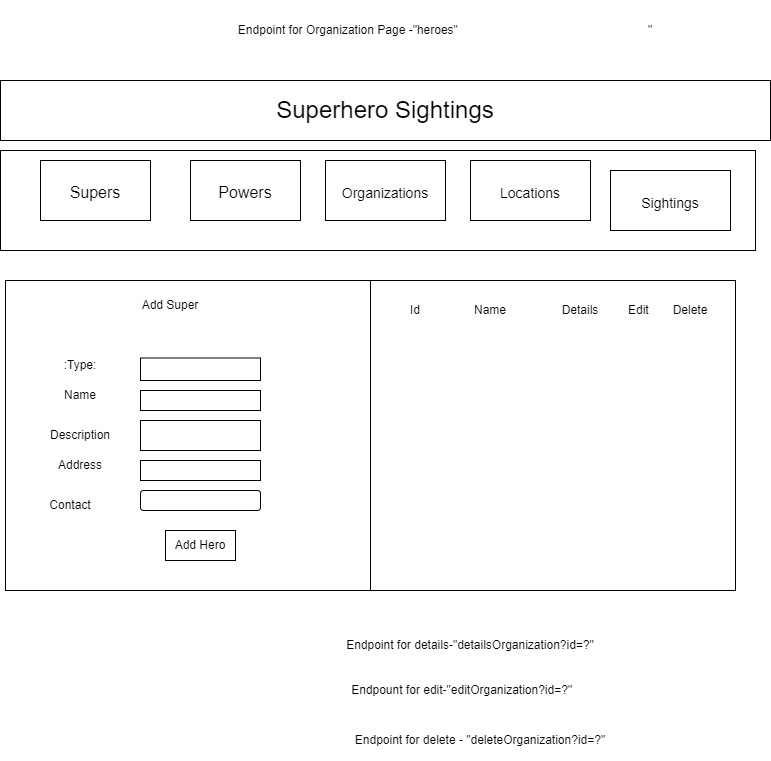 Endpoint for Organization Page -"heroes" "
Superhero Sightings
Supers Powers Organizations Locations Sightings
Add Super
Id Name Details Edit Delete
:Type:
Name
Description
Address
Contact
Add Hero
Endpoint for details-"detailsOrganization?id=?"
Endpount for edit-"editOrganization?id=?"
Endpoint for delete - "deleteOrganization?id=?"